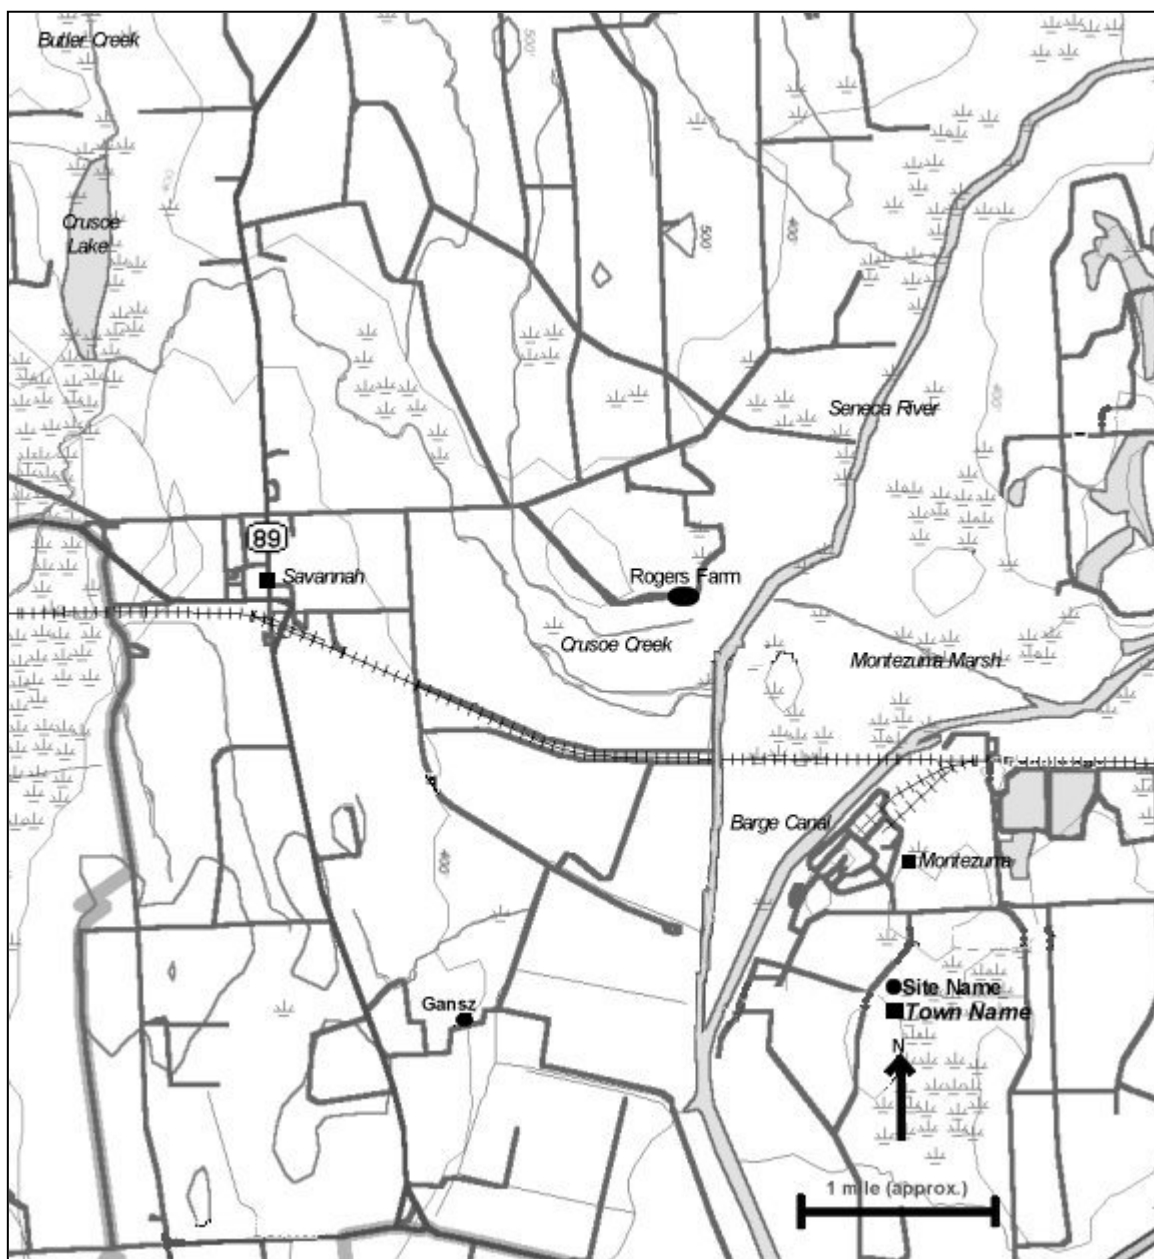 Butler Creek
500'
Crusoe
Lake
500'
400'
400'
Seneca River
89
Savannah
Rogers Farm
Crusoe Creek
Montezuma Marsh
Barge Canal
Montezuma
400'
Gansz
Site Name
Town Name
N
1 mile (approx.)